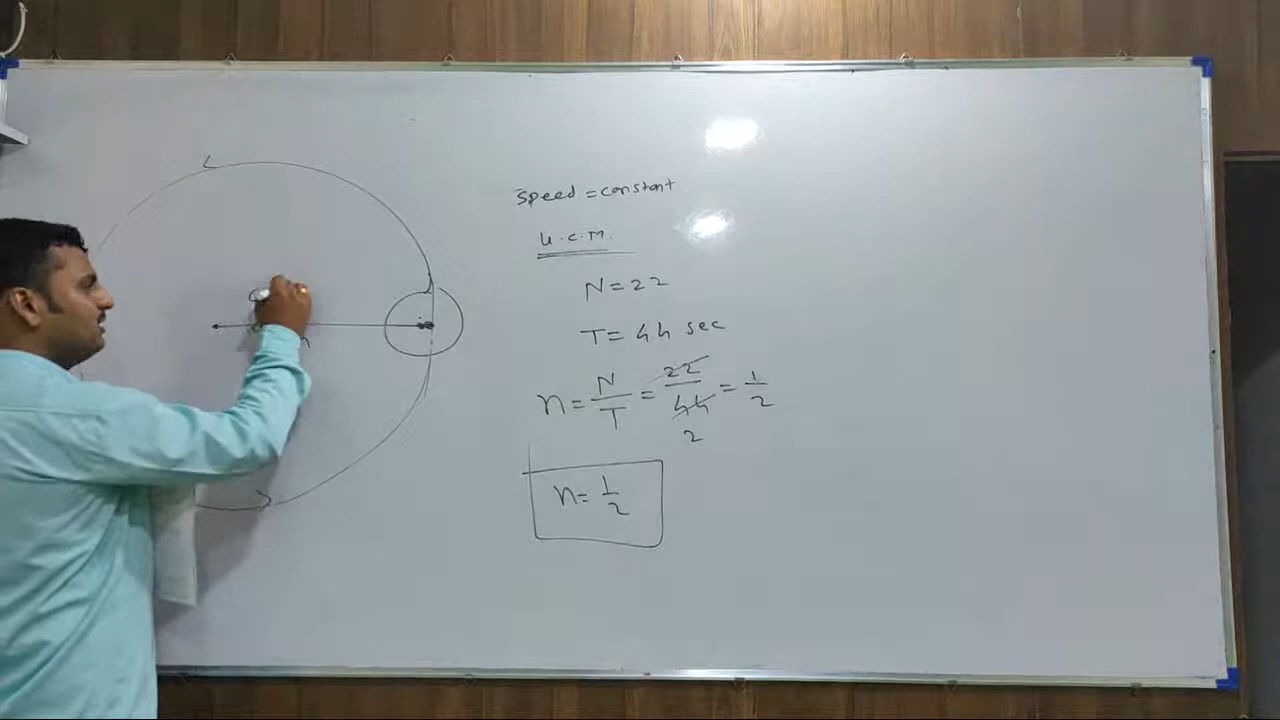 speed = constant
U.C.M.
N = 22
T = 44 sec
n = N/T = 22/44 = 1/2
2
n = 1/2